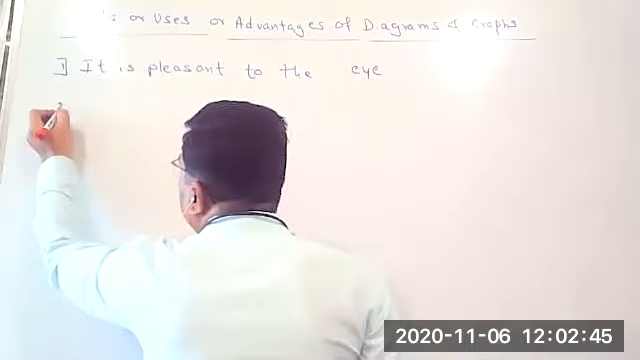 or Uses or Advantages of Diagrams & Graphs
1] It is pleasant to the eye
2020-11-06 12:02:45